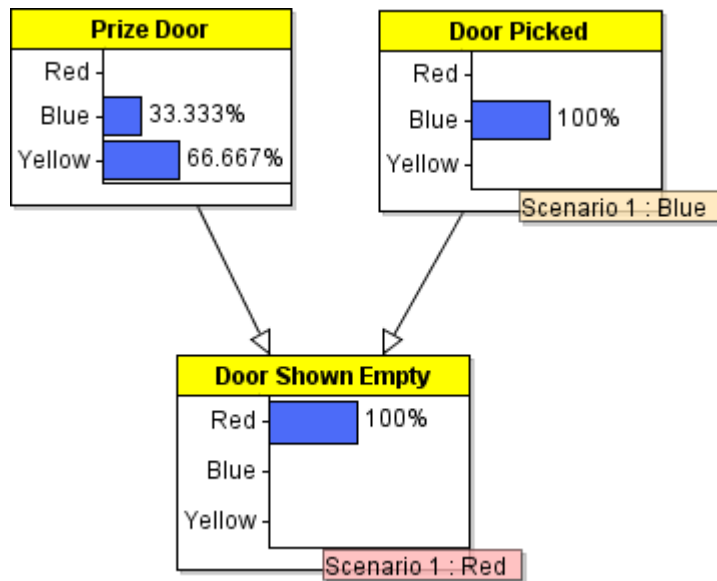 Prize Door
Red
Blue 33.333%
Yellow 66.667%
Door Picked
Red
Blue 100%
Yellow
Scenario 1 : Blue
Door Shown Empty
Red 100%
Blue
Yellow
Scenario 1 : Red